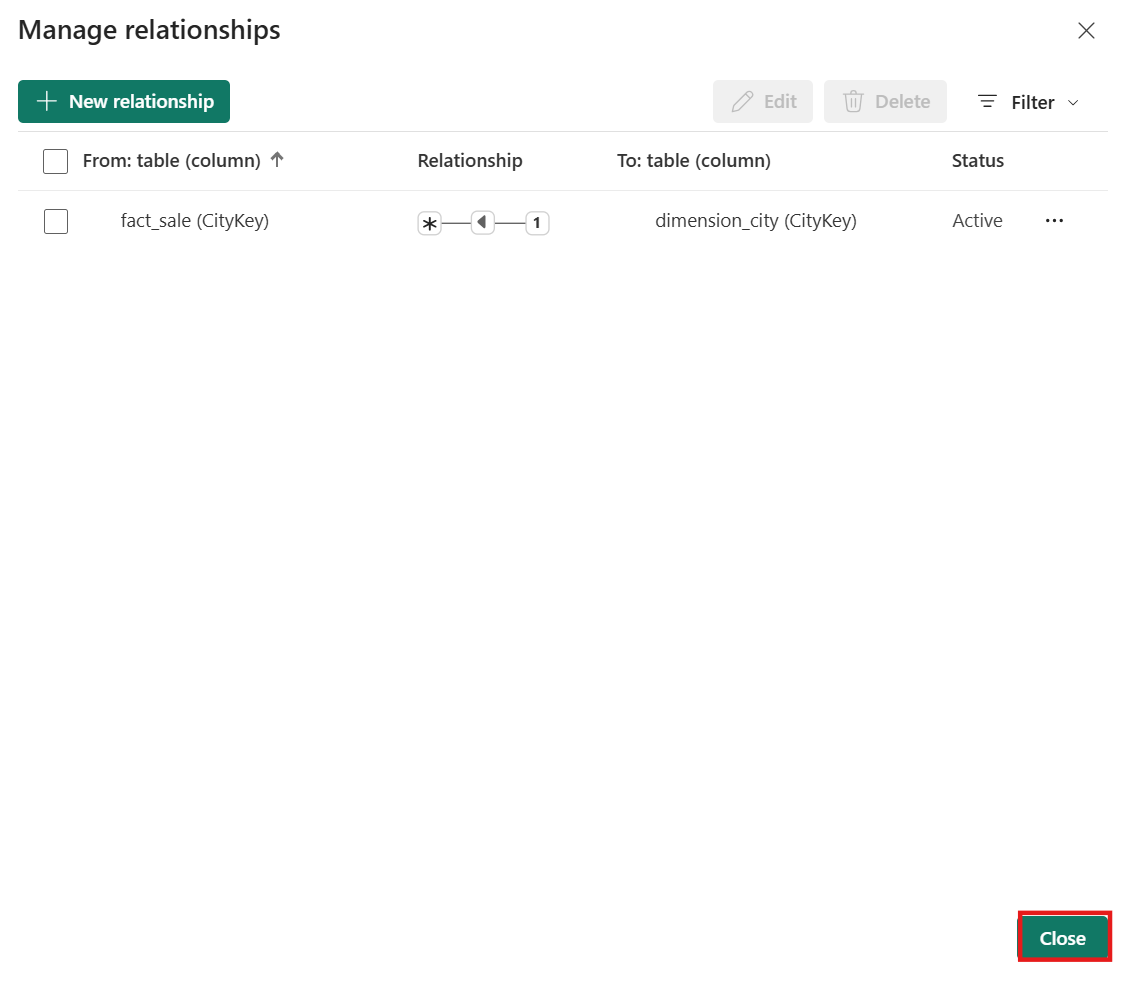 Manage relationships
New relationship
Edit
Delete
Filter
From: table (column)
Relationship
To: table (column)
Status
fact_sale (CityKey)
* 1
dimension_city (CityKey)
Active
...
Close